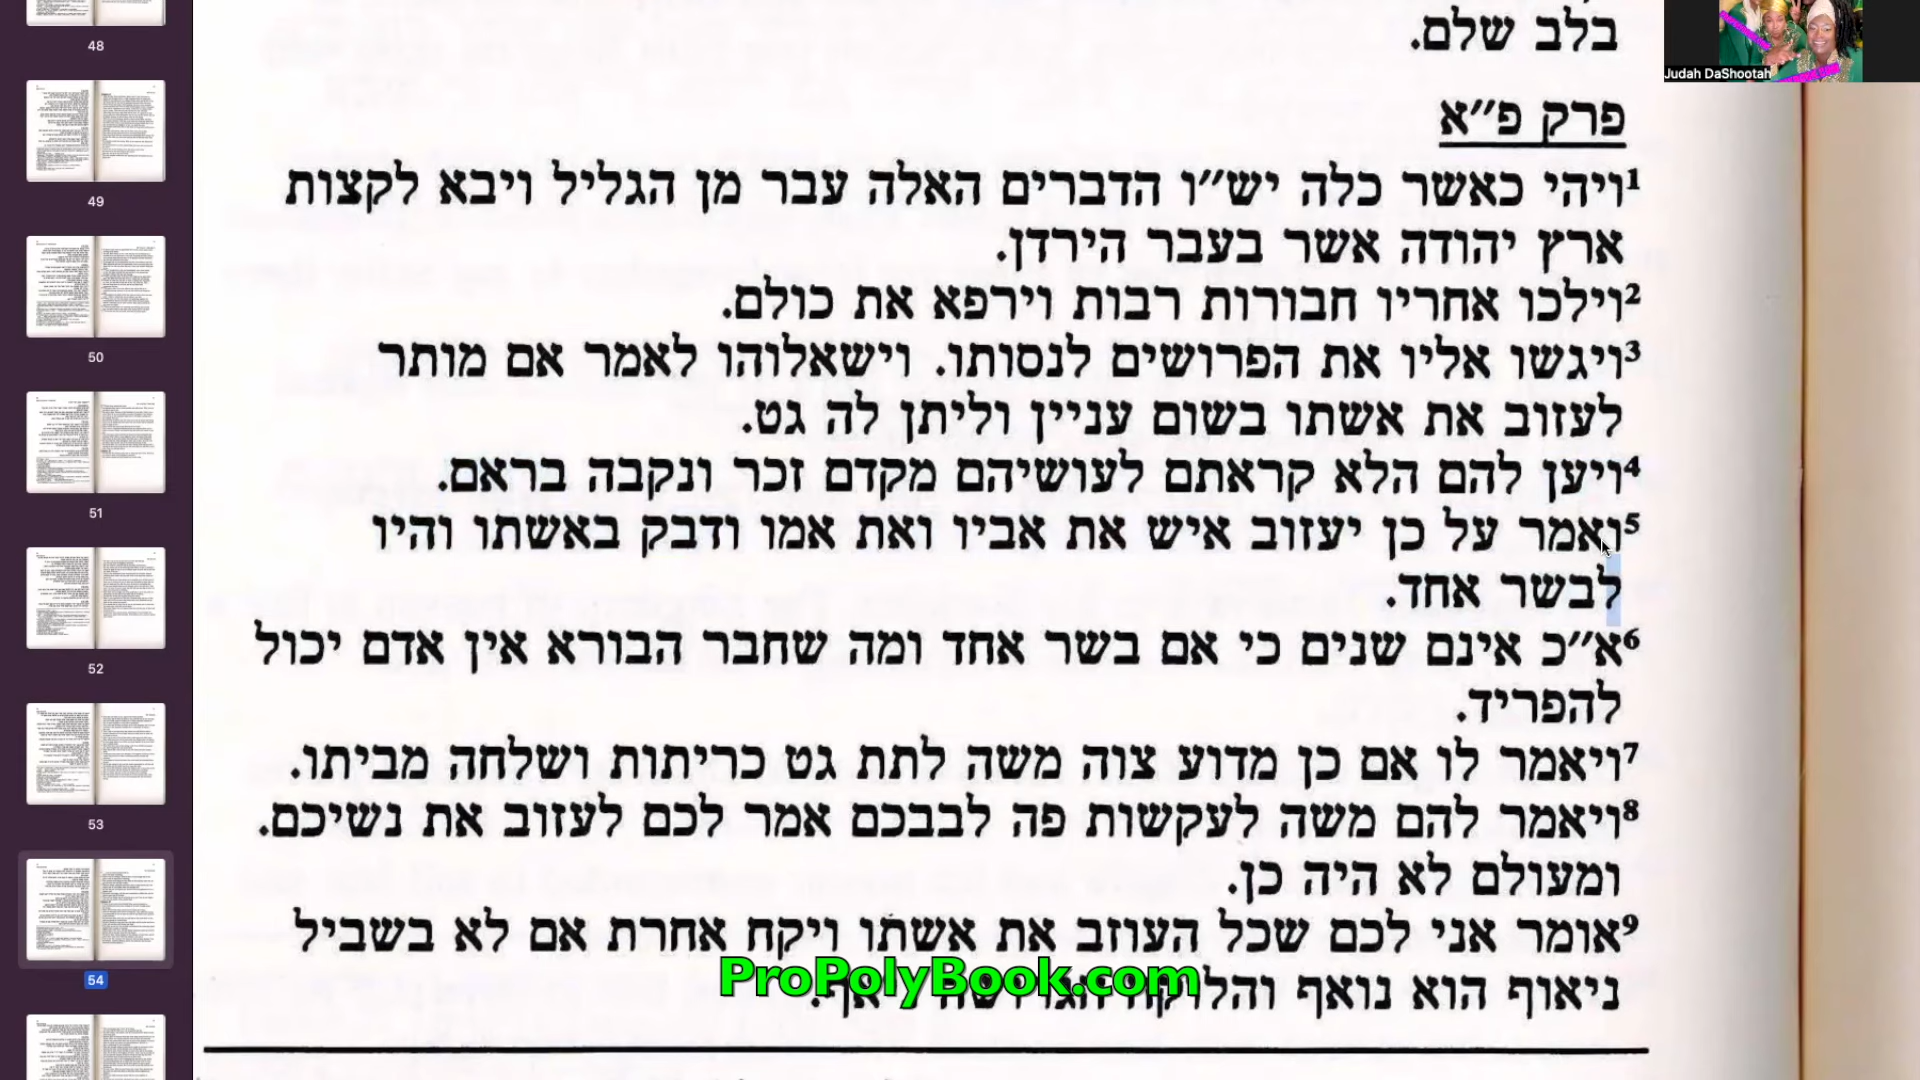 48
49
50
51
52
53
54
Judah DaShootah
בלב שלם.
פרק פ״א
1ויהי כאשר כלה יש״ו הדברים האלה עבר מן הגליל ויבא לקצות
ארץ יהודה אשר בעבר הירדן.
2וילכו אחריו חבורות רבות וירפא את כולם.
3ויגשו אליו את הפרושים לנסותו. וישאלוהו לאמר אם מותר
לעזוב את אשתו בשום עניין וליתן לה גט.
4ויען להם הלא קראתם לעושיהם מקדם זכר ונקבה בראם.
5ואמר על כן יעזוב איש את אביו ואת אמו ודבק באשתו והיו
לבשר אחד.
6א״כ אינם שנים כי אם בשר אחד ומה שחבר הבורא אין אדם יכול
להפריד.
7ויאמר לו אם כן מדוע צוה משה לתת גט כריתות ושלחה מביתו.
8ויאמר להם משה לעקשות פה לבבכם אמר לכם לעזוב את נשיכם.
ומעולם לא היה כן.
9אומר אני לכם שכל העוזב את אשתו ויקח אחרת אם לא בשביל
ניאוף הוא נואף והלוקח
ProPolyBook.com